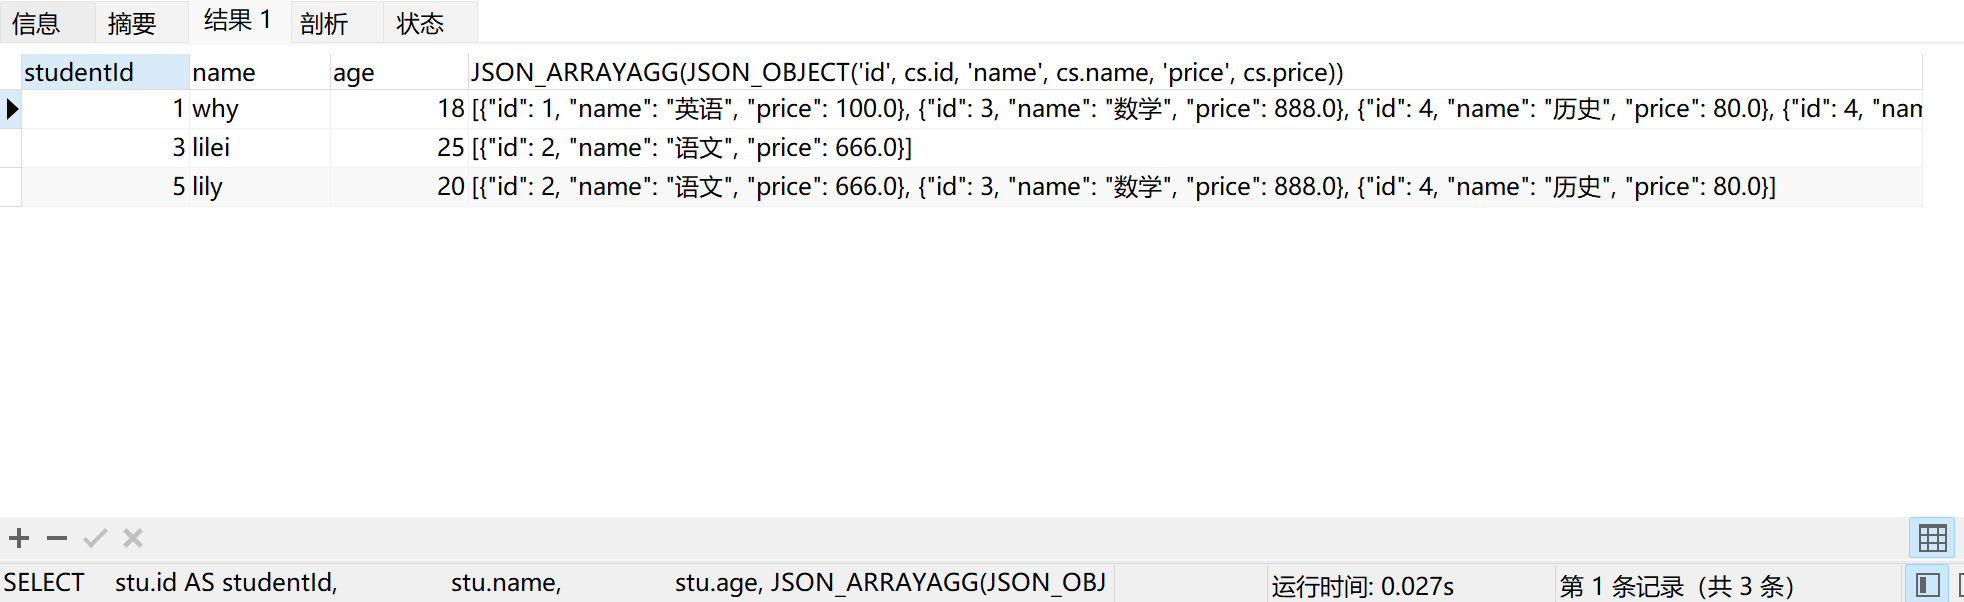 信息 摘要 结果 1 剖析 状态
studentId name age JSON_ARRAYAGG(JSON_OBJECT('id', cs.id, 'name', cs.name, 'price', cs.price))
1 why 18 [{"id": 1, "name": "英语", "price": 100.0}, {"id": 3, "name": "数学", "price": 888.0}, {"id": 4, "name": "历史", "price": 80.0}, {"id": 4, "nam
3 lilei 25 [{"id": 2, "name": "语文", "price": 666.0}]
5 lily 20 [{"id": 2, "name": "语文", "price": 666.0}, {"id": 3, "name": "数学", "price": 888.0}, {"id": 4, "name": "历史", "price": 80.0}]
SELECT stu.id AS studentId, stu.name, stu.age, JSON_ARRAYAGG(JSON_OBJ 运行时间: 0.027s 第 1 条记录（共 3 条）